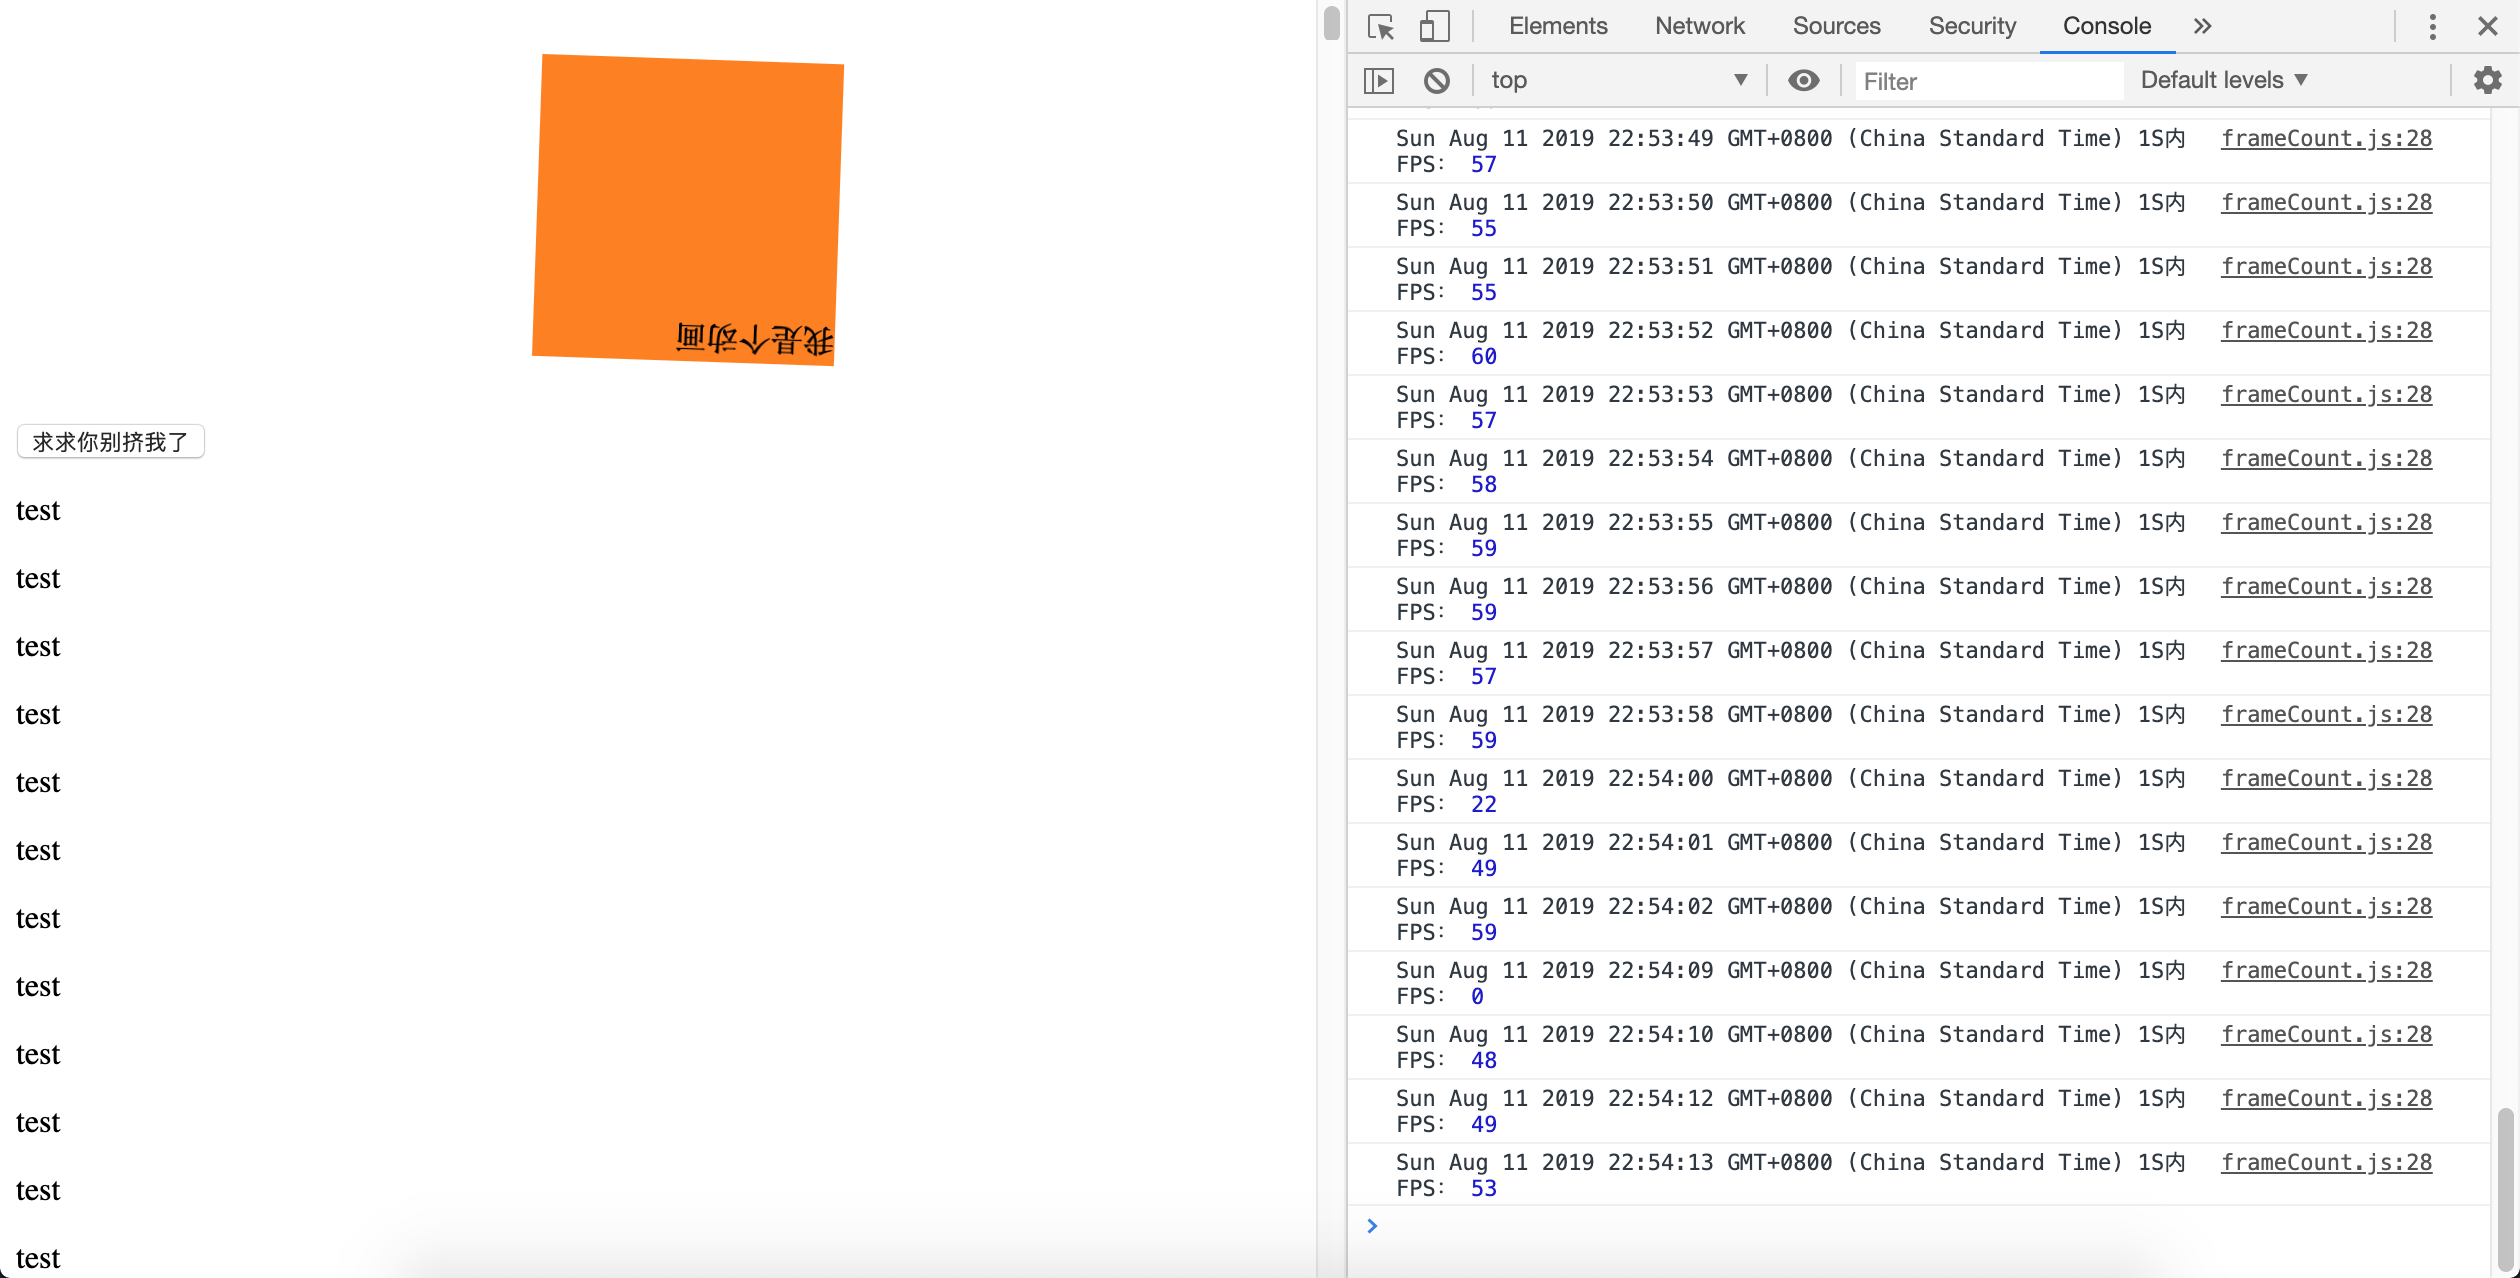 我是个动画
求求你别挤我了
test
test
test
test
test
test
test
test
test
test
test
test
Elements Network Sources Security Console
top Filter Default levels
Sun Aug 11 2019 22:53:49 GMT+0800 (China Standard Time) 1S内 frameCount.js:28
FPS: 57
Sun Aug 11 2019 22:53:50 GMT+0800 (China Standard Time) 1S内 frameCount.js:28
FPS: 55
Sun Aug 11 2019 22:53:51 GMT+0800 (China Standard Time) 1S内 frameCount.js:28
FPS: 55
Sun Aug 11 2019 22:53:52 GMT+0800 (China Standard Time) 1S内 frameCount.js:28
FPS: 60
Sun Aug 11 2019 22:53:53 GMT+0800 (China Standard Time) 1S内 frameCount.js:28
FPS: 57
Sun Aug 11 2019 22:53:54 GMT+0800 (China Standard Time) 1S内 frameCount.js:28
FPS: 58
Sun Aug 11 2019 22:53:55 GMT+0800 (China Standard Time) 1S内 frameCount.js:28
FPS: 59
Sun Aug 11 2019 22:53:56 GMT+0800 (China Standard Time) 1S内 frameCount.js:28
FPS: 59
Sun Aug 11 2019 22:53:57 GMT+0800 (China Standard Time) 1S内 frameCount.js:28
FPS: 57
Sun Aug 11 2019 22:53:58 GMT+0800 (China Standard Time) 1S内 frameCount.js:28
FPS: 59
Sun Aug 11 2019 22:54:00 GMT+0800 (China Standard Time) 1S内 frameCount.js:28
FPS: 22
Sun Aug 11 2019 22:54:01 GMT+0800 (China Standard Time) 1S内 frameCount.js:28
FPS: 49
Sun Aug 11 2019 22:54:02 GMT+0800 (China Standard Time) 1S内 frameCount.js:28
FPS: 59
Sun Aug 11 2019 22:54:09 GMT+0800 (China Standard Time) 1S内 frameCount.js:28
FPS: 0
Sun Aug 11 2019 22:54:10 GMT+0800 (China Standard Time) 1S内 frameCount.js:28
FPS: 48
Sun Aug 11 2019 22:54:12 GMT+0800 (China Standard Time) 1S内 frameCount.js:28
FPS: 49
Sun Aug 11 2019 22:54:13 GMT+0800 (China Standard Time) 1S内 frameCount.js:28
FPS: 53